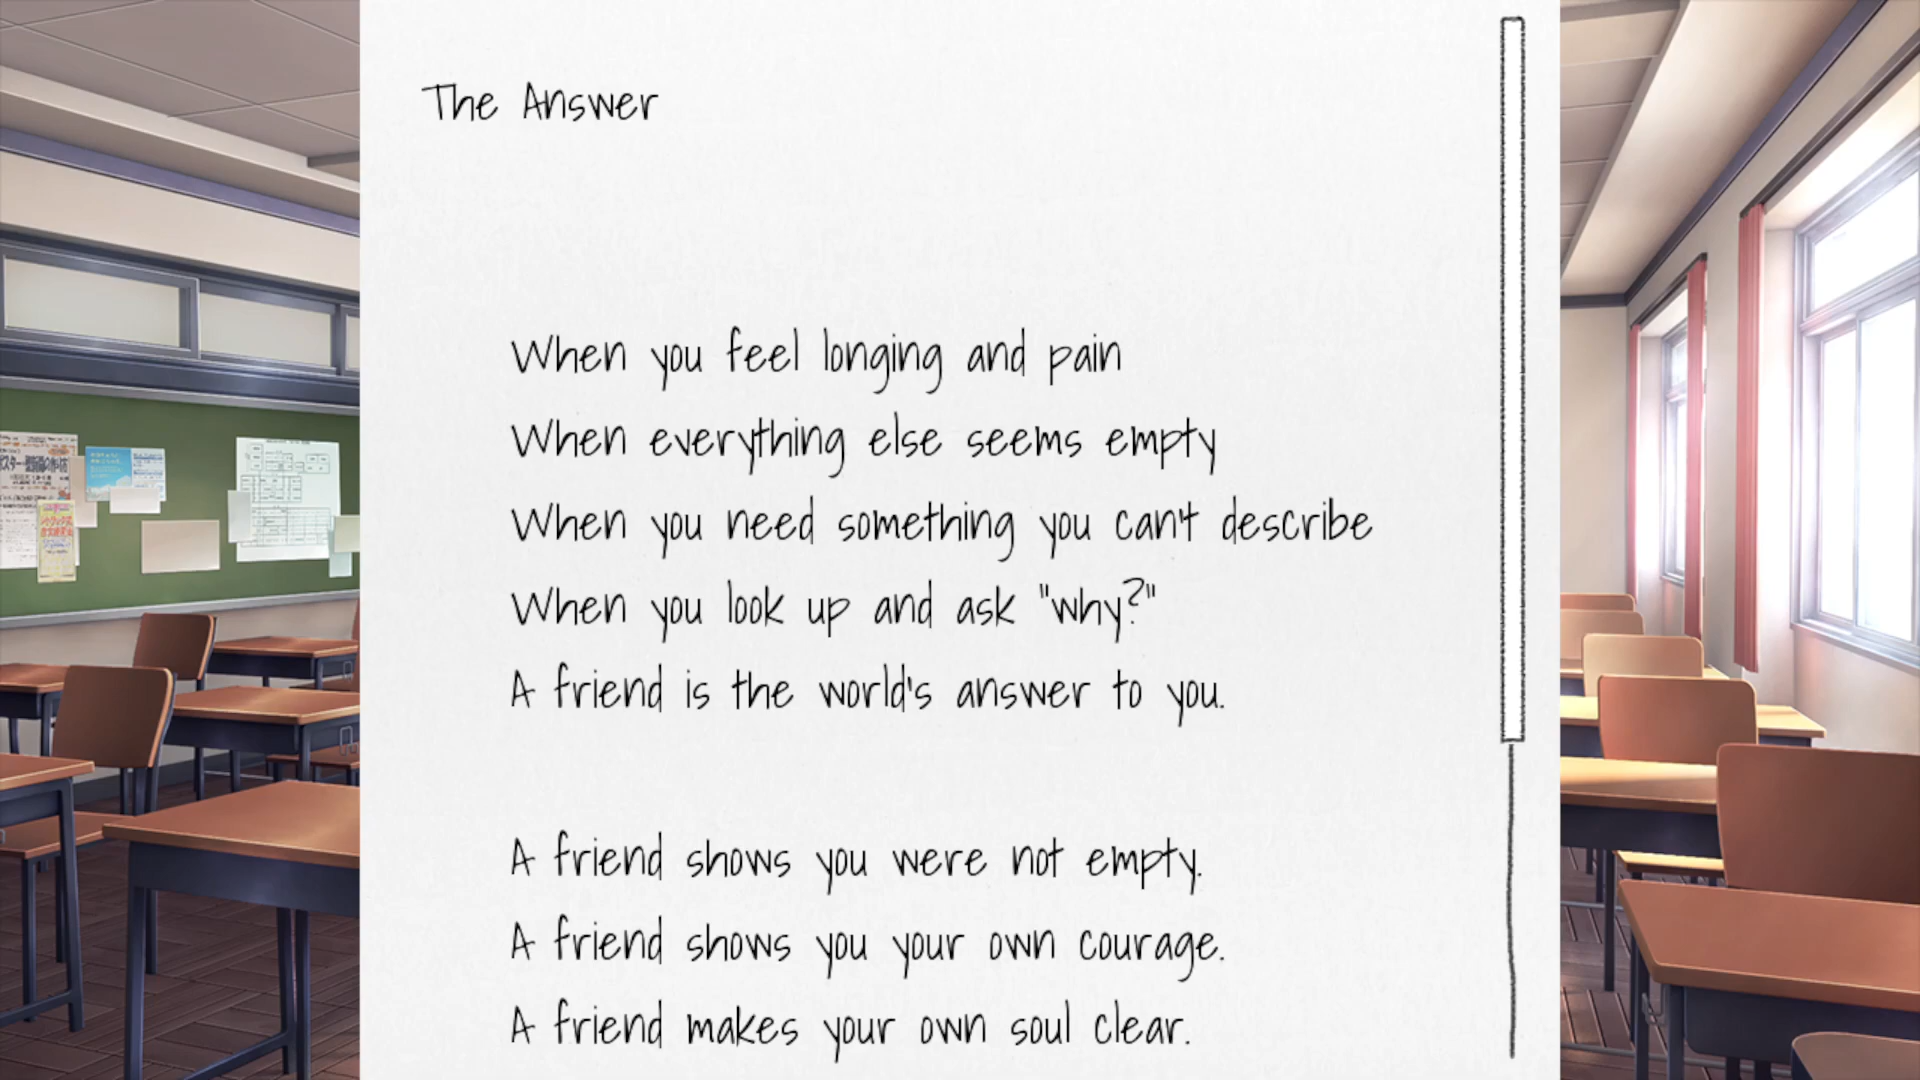 The Answer
When you feel longing and pain
When everything else seems empty
When you need something you can't describe
When you look up and ask "why?"
A friend is the world's answer to you.
A friend shows you were not empty.
A friend shows you your own courage.
A friend makes your own soul clear.